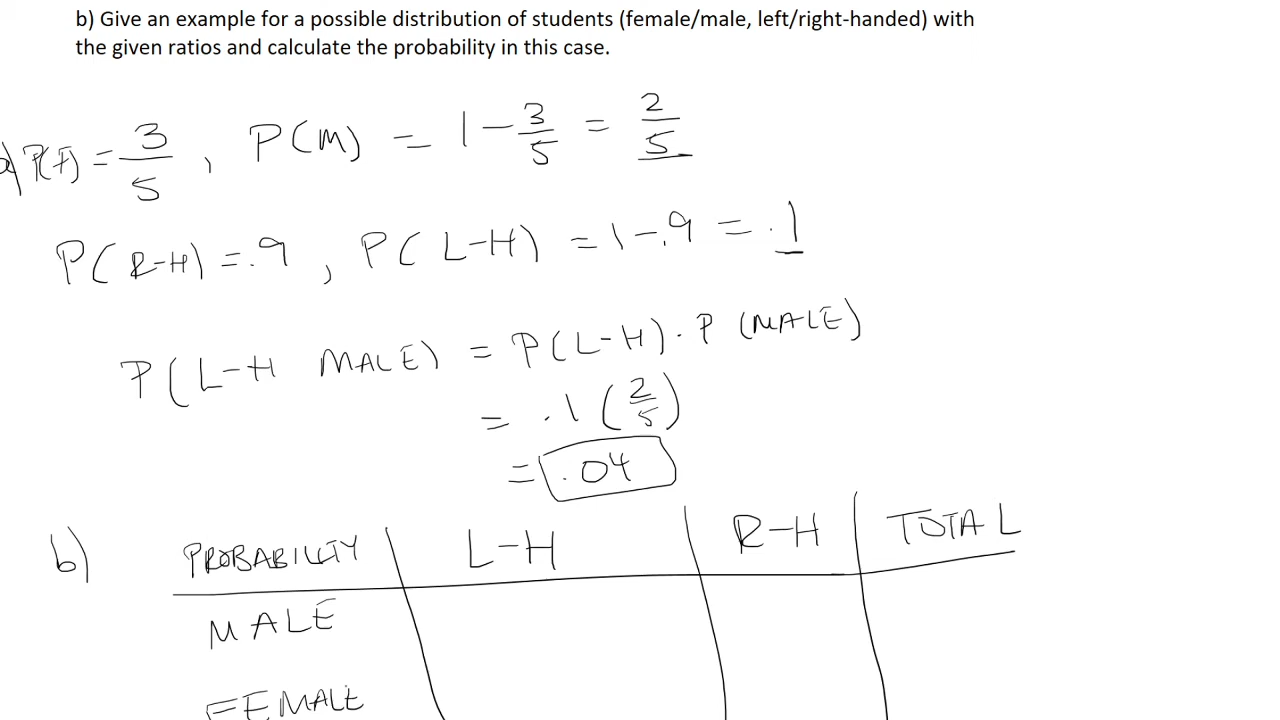 b) Give an example for a possible distribution of students (female/male, left/right-handed) with
the given ratios and calculate the probability in this case.
a) P(F) = 3/5 , P(M) = 1 - 3/5 = 2/5
P(R-H) = .9 , P(L-H) = 1 - .9 = .1
P(L-H MALE) = P(L-H) · P(MALE)
= .1 (2/5)
= .04
b) PROBABILITY L-H R-H TOTAL
MALE
FEMALE